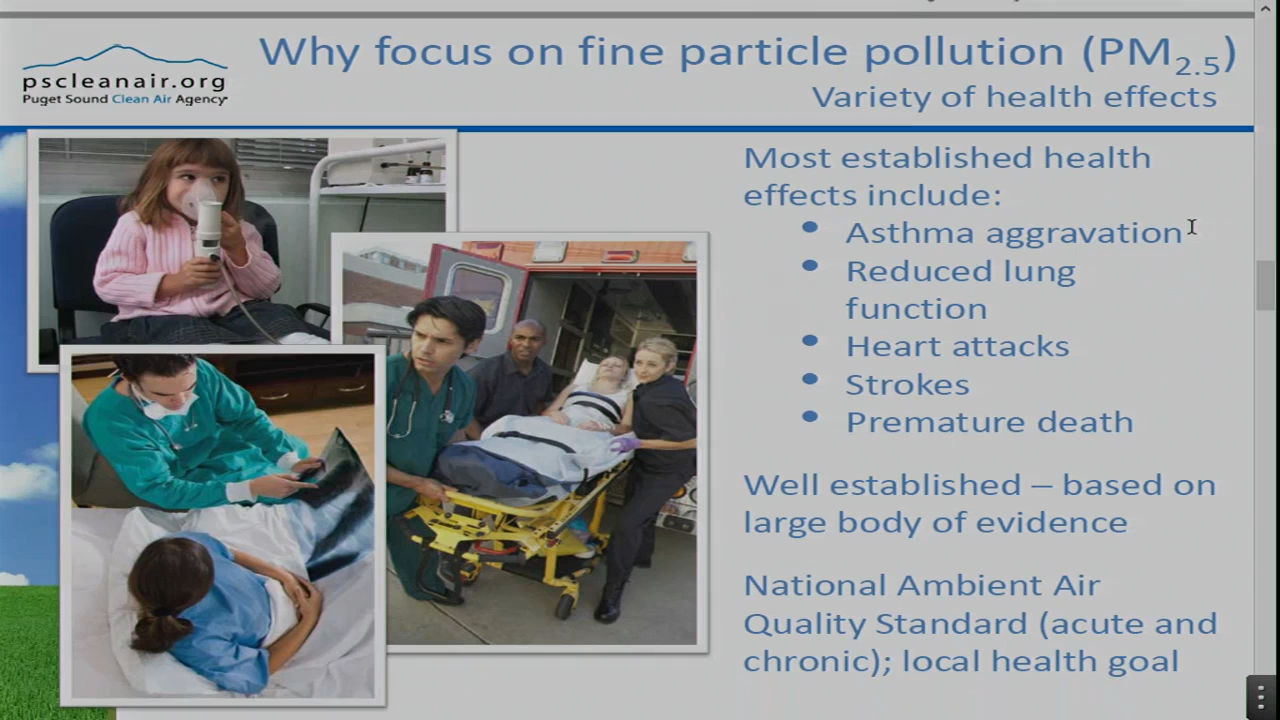 pscleanair.org
Puget Sound Clean Air Agency
Why focus on fine particle pollution (PM2.5)
Variety of health effects
Most established health
effects include:
• Asthma aggravation
• Reduced lung
function
• Heart attacks
• Strokes
• Premature death
Well established – based on
large body of evidence
National Ambient Air
Quality Standard (acute and
chronic); local health goal